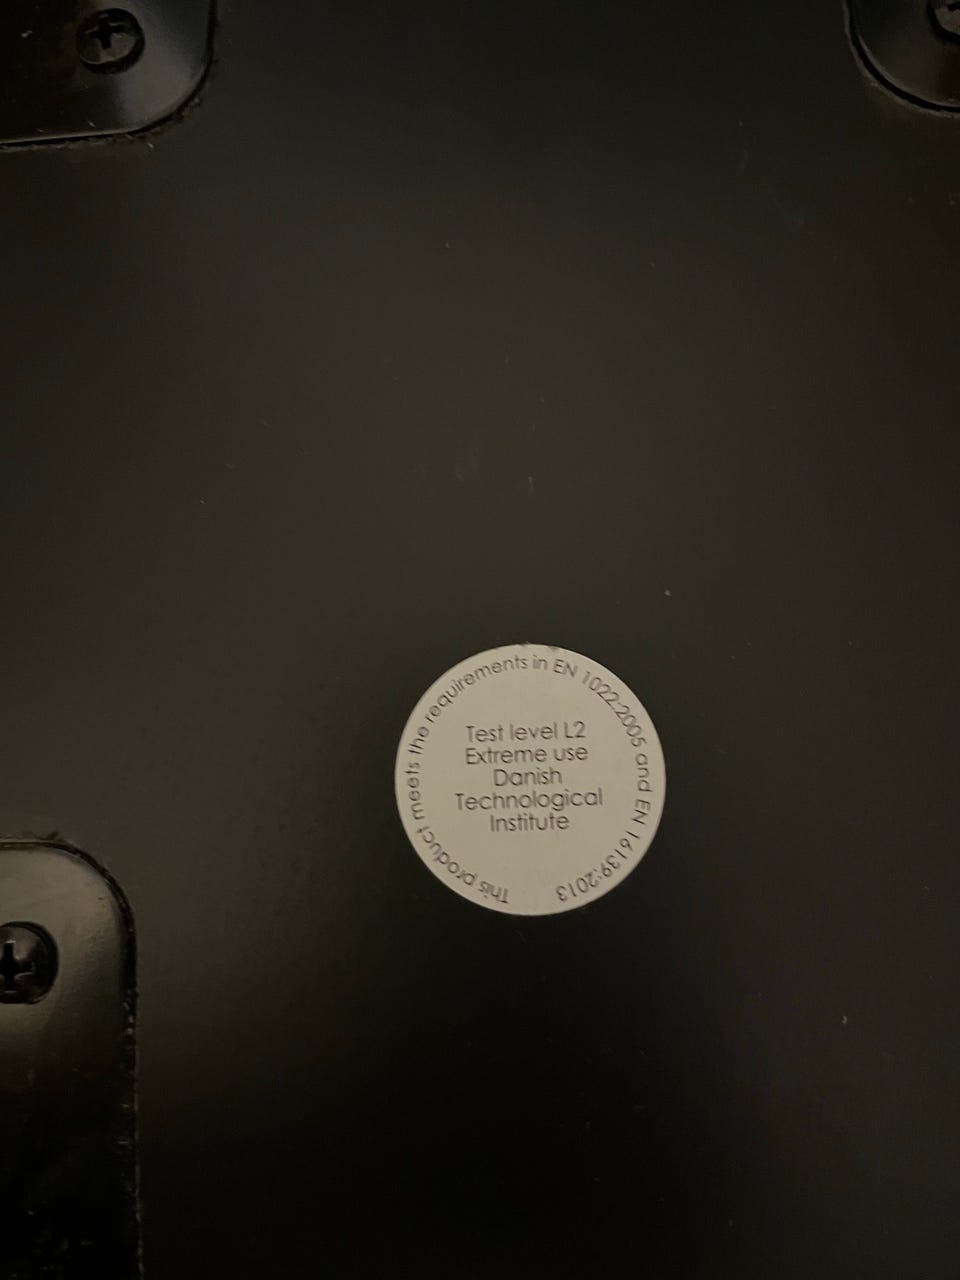 This product meets the requirements in EN 1022:2005 and EN 16139:2013
Test level L2
Extreme use
Danish
Technological
Institute